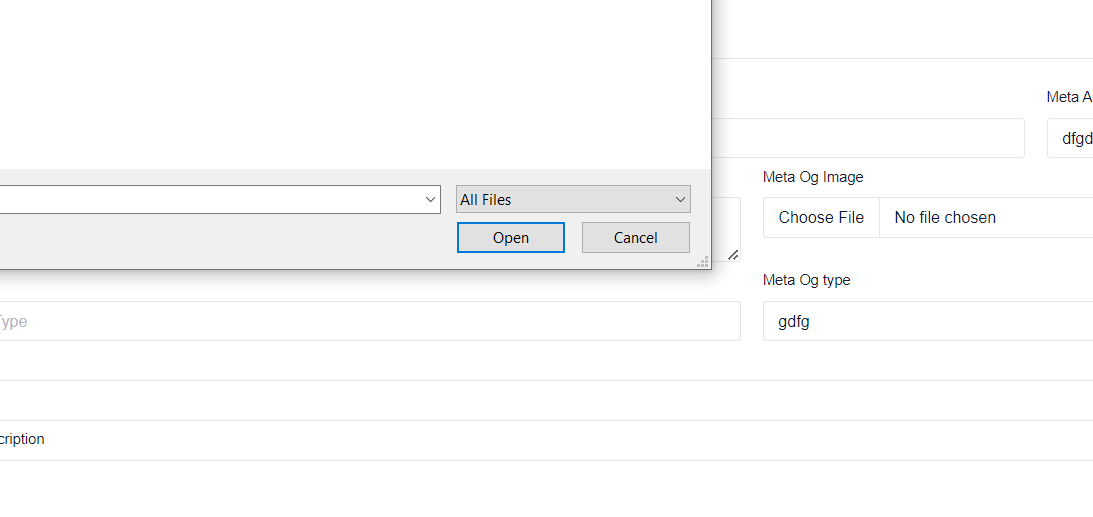 Meta A
dfgd
Meta Og Image
All Files
Choose File
No file chosen
Open
Cancel
Meta Og type
Type
gdfg
cription